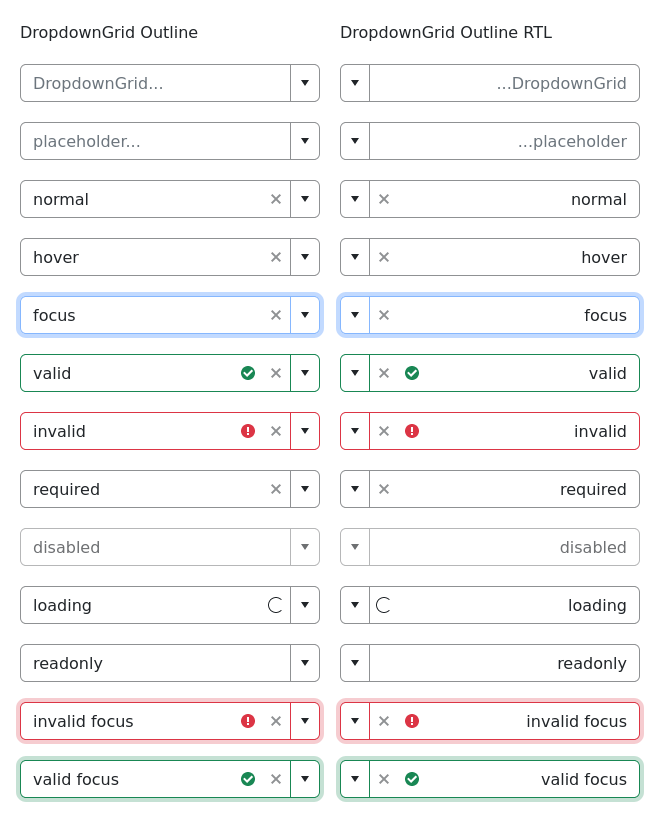 DropdownGrid Outline
DropdownGrid Outline RTL
DropdownGrid...
...DropdownGrid
placeholder...
...placeholder
normal
normal
hover
hover
focus
focus
valid
valid
invalid
invalid
required
required
disabled
disabled
loading
loading
readonly
readonly
invalid focus
invalid focus
valid focus
valid focus